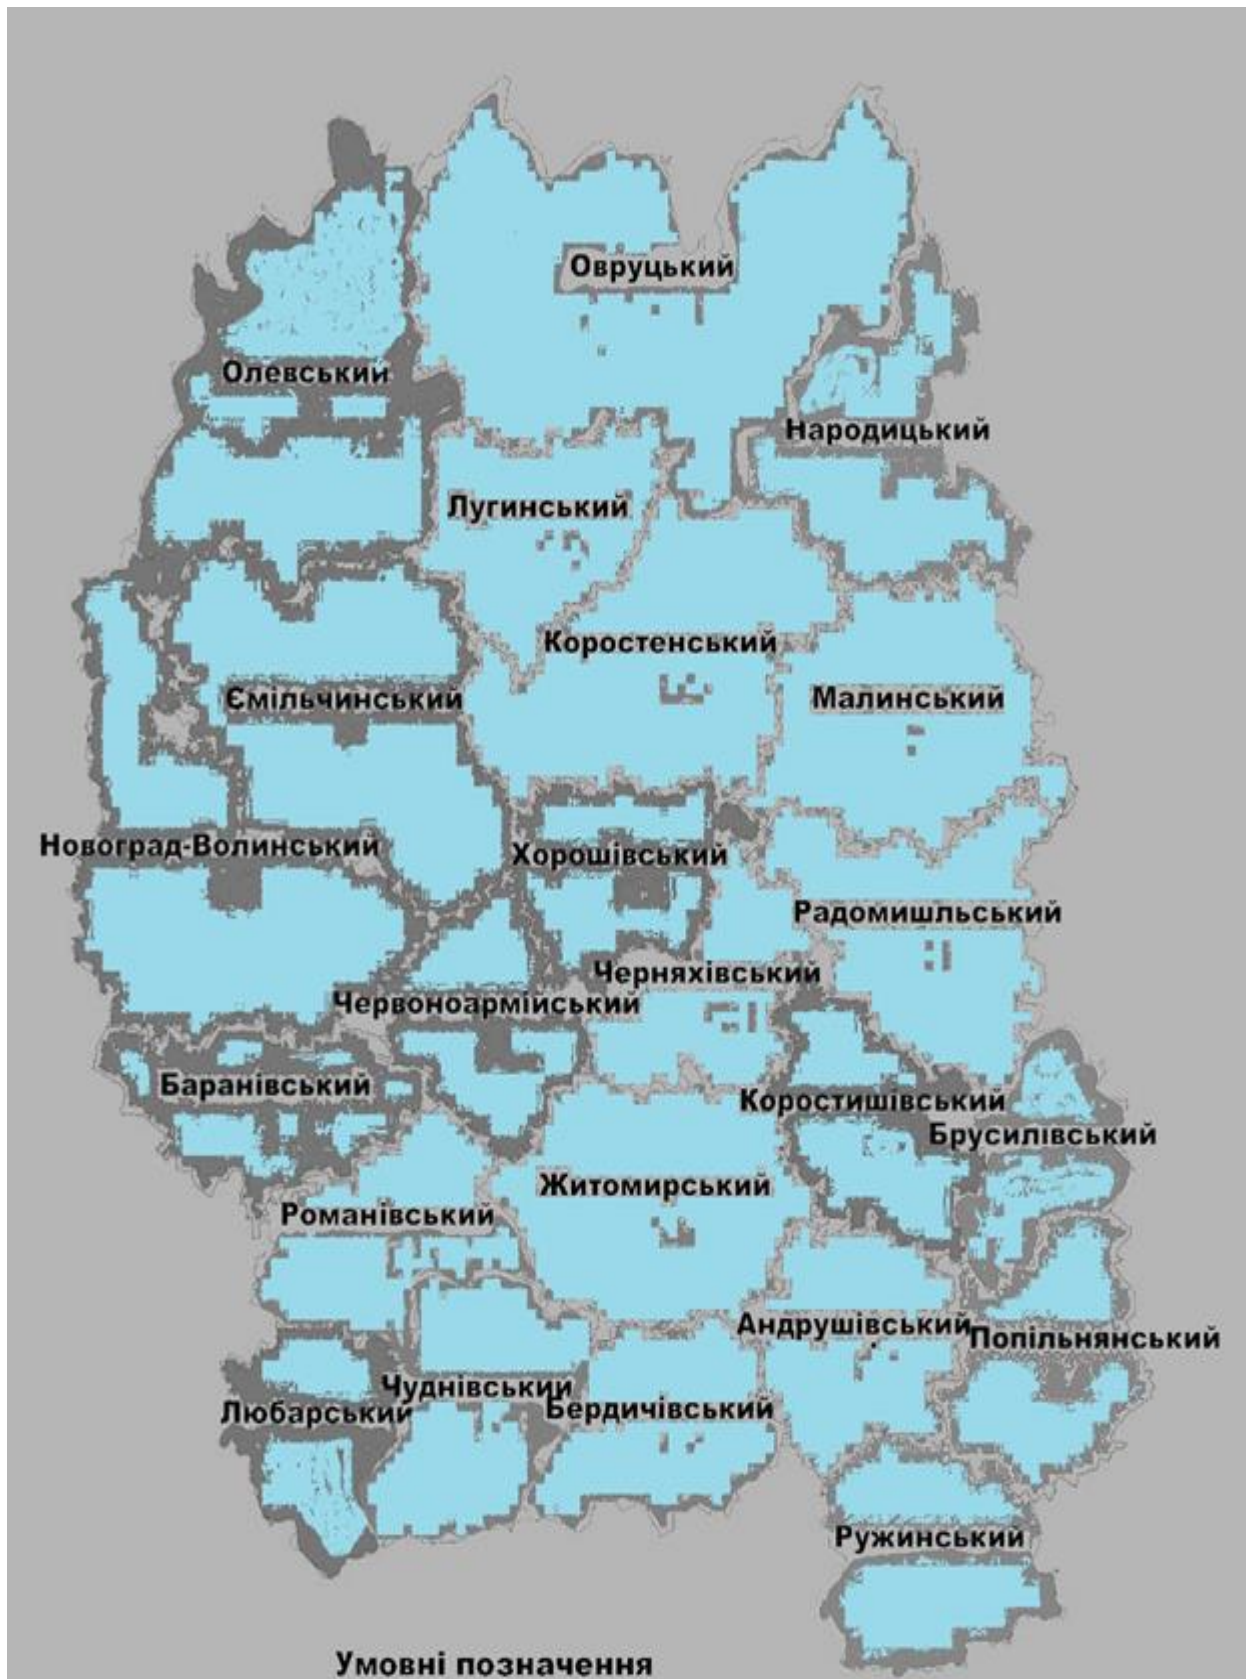 Овруцький
Олевський
Народицький
Лугинський
Коростенський
Ємільчинський
Малинський
Новоград-Волинський
Хорошівський
Радомишльський
Черняхівський
Червоноармійський
Баранівський
Коростишівський
Брусилівський
Житомирський
Романівський
Андрушівський
Попільнянський
Чуднівський
Бердичівський
Любарський
Ружинський
Умовні позначення